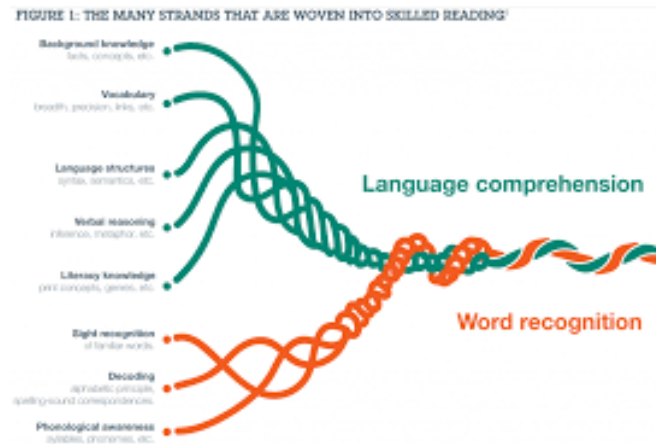 FIGURE 1: THE MANY STRANDS THAT ARE WOVEN INTO SKILLED READING
Background knowledge
facts, concepts, etc.
Vocabulary
breadth, precision, links, etc.
Language structures
syntax, semantics, etc.
Verbal reasoning
inference, metaphor, etc.
Literacy knowledge
print concepts, genres, etc.
Language comprehension
Word recognition
Sight recognition
of familiar words.
Decoding
alphabetic principle,
spelling-sound correspondences.
Phonological awareness
syllables, phonemes, etc.